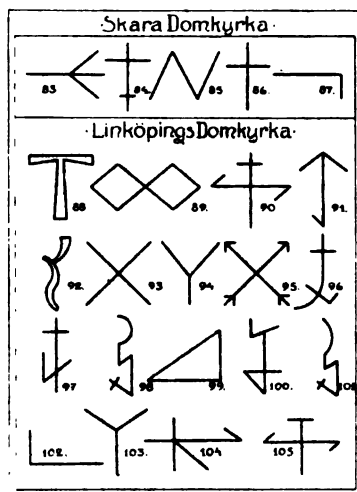 ·Skara Domkyrka·
83. 84. 85. 86. 87.
·Linköpings Domkyrka·
88 89. 90 91.
92. 93 94 95. 96
97 98 99. 100. 101
102. 103. 104 105